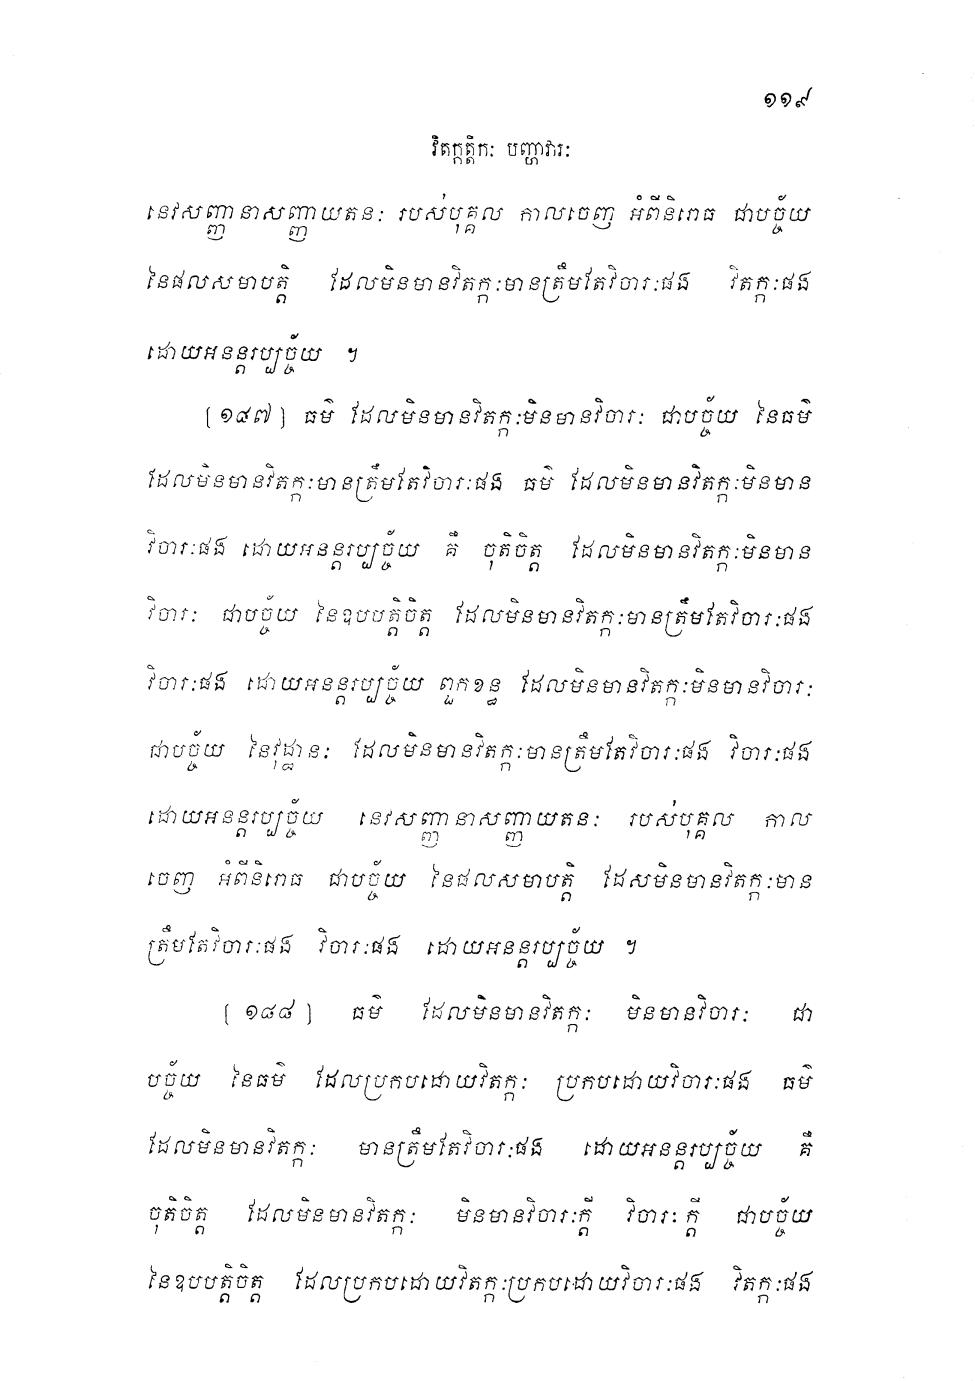 ១១៩
វិតក្កត្តិកៈ បញ្ហាវារៈ
នេវសញ្ញានាសញ្ញាយតនៈ របស់បុគ្គល កាលចេញ អំពីនិរោធ ជាបច្ច័យ
នៃផលសមាបត្តិ ដែលមិនមានវិតក្កៈមានត្រឹមតែវិចារៈផង វិតក្កៈផង
ដោយអនន្តរប្បច្ច័យ ។
(១៤៧) ធម៌ ដែលមិនមានវិតក្កៈមិនមានវិចារៈ ជាបច្ច័យ នៃធម៌
ដែលមិនមានវិតក្កៈមានត្រឹមតែវិចារៈផង ធម៌ ដែលមិនមានវិតក្កៈមិនមាន
វិចារៈផង ដោយអនន្តរប្បច្ច័យ គឺ ចុតិចិត្ត ដែលមិនមានវិតក្កៈមិនមាន
វិចារៈ ជាបច្ច័យ នៃឧបបត្តិចិត្ត ដែលមិនមានវិតក្កៈមានត្រឹមតែវិចារៈផង
វិចារៈផង ដោយអនន្តរប្បច្ច័យ ពួកខន្ធ ដែលមិនមានវិតក្កៈមិនមានវិចារៈ
ជាបច្ច័យ នៃវុដ្ឋានៈ ដែលមិនមានវិតក្កៈមានត្រឹមតែវិចារៈផង វិចារៈផង
ដោយអនន្តរប្បច្ច័យ នេវសញ្ញានាសញ្ញាយតនៈ របស់បុគ្គល កាល
ចេញ អំពីនិរោធ ជាបច្ច័យ នៃផលសមាបត្តិ ដែសមិនមានវិតក្កៈមាន
ត្រឹមតែវិចារៈផង វិចារៈផង ដោយអនន្តរប្បច្ច័យ ។
(១៤៤) ធម៌ ដែលមិនមានវិតក្កៈ មិនមានវិចារៈ ជា
បច្ច័យ នៃធម៌ ដែលប្រកបដោយវិតក្កៈ ប្រកបដោយវិចារៈផង ធម៌
ដែលមិនមានវិតក្កៈ មានត្រឹមតែវិចារៈផង ដោយអនន្តរប្បច្ច័យ គឺ
ចុតិចិត្ត ដែលមិនមានវិតក្កៈ មិនមានវិចារៈក្តី វិចារៈក្តី ជាបច្ច័យ
នៃឧបបត្តិចិត្ត ដែលប្រកបដោយវិតក្កៈប្រកបដោយវិចារៈផង វិតក្កៈផង